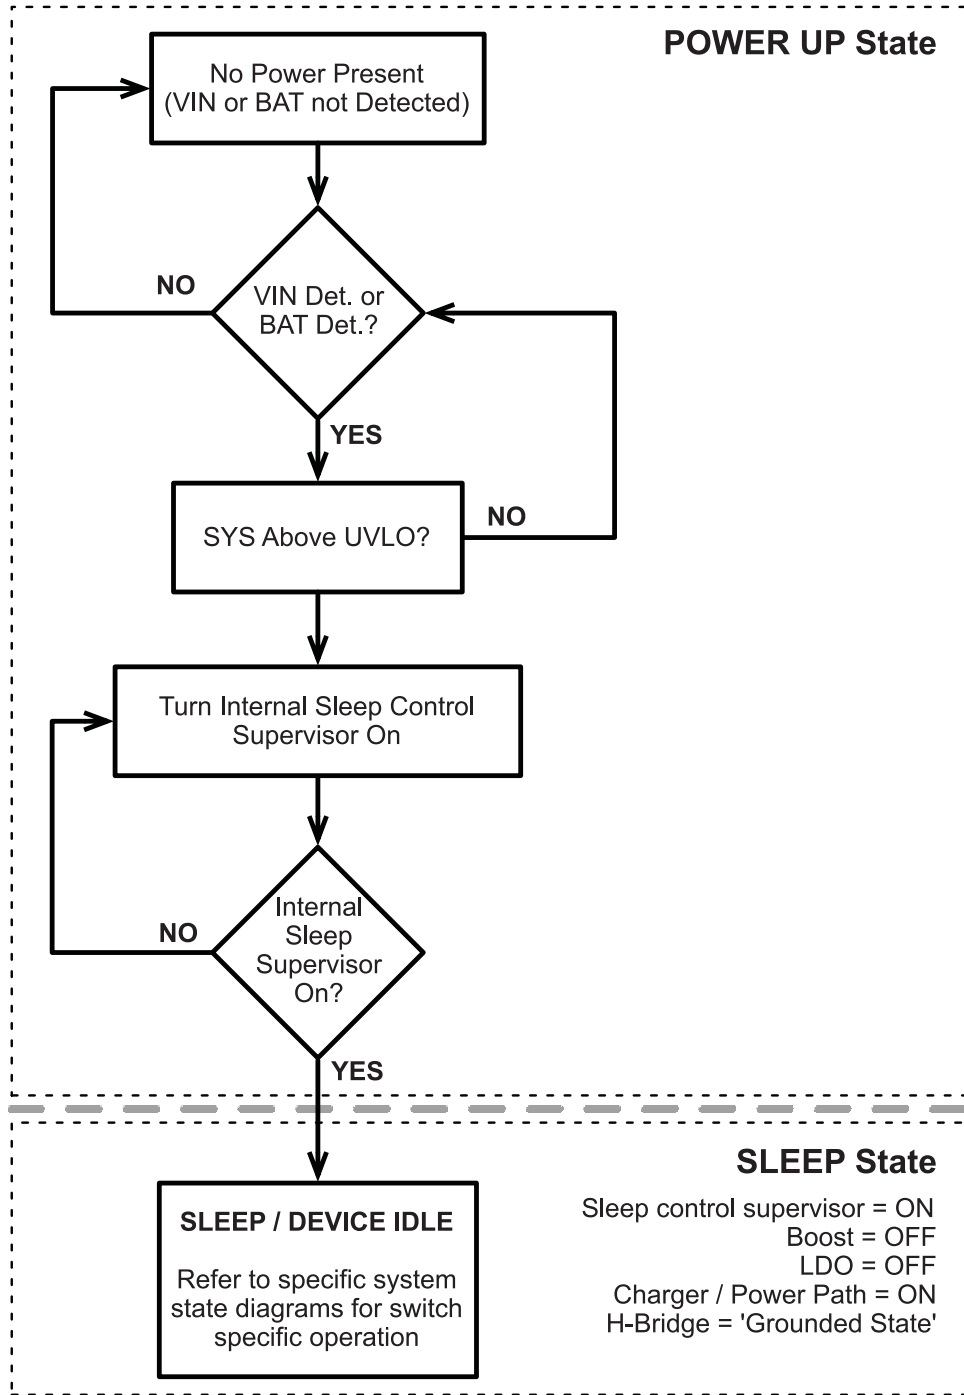 POWER UP State
No Power Present
(VIN or BAT not Detected)
NO
VIN Det. or
BAT Det.?
YES
SYS Above UVLO?
NO
Turn Internal Sleep Control
Supervisor On
Internal
Sleep
Supervisor
On?
NO
YES
SLEEP State
Sleep control supervisor = ON
Boost = OFF
LDO = OFF
Charger / Power Path = ON
H-Bridge = 'Grounded State'
SLEEP / DEVICE IDLE
Refer to specific system
state diagrams for switch
specific operation